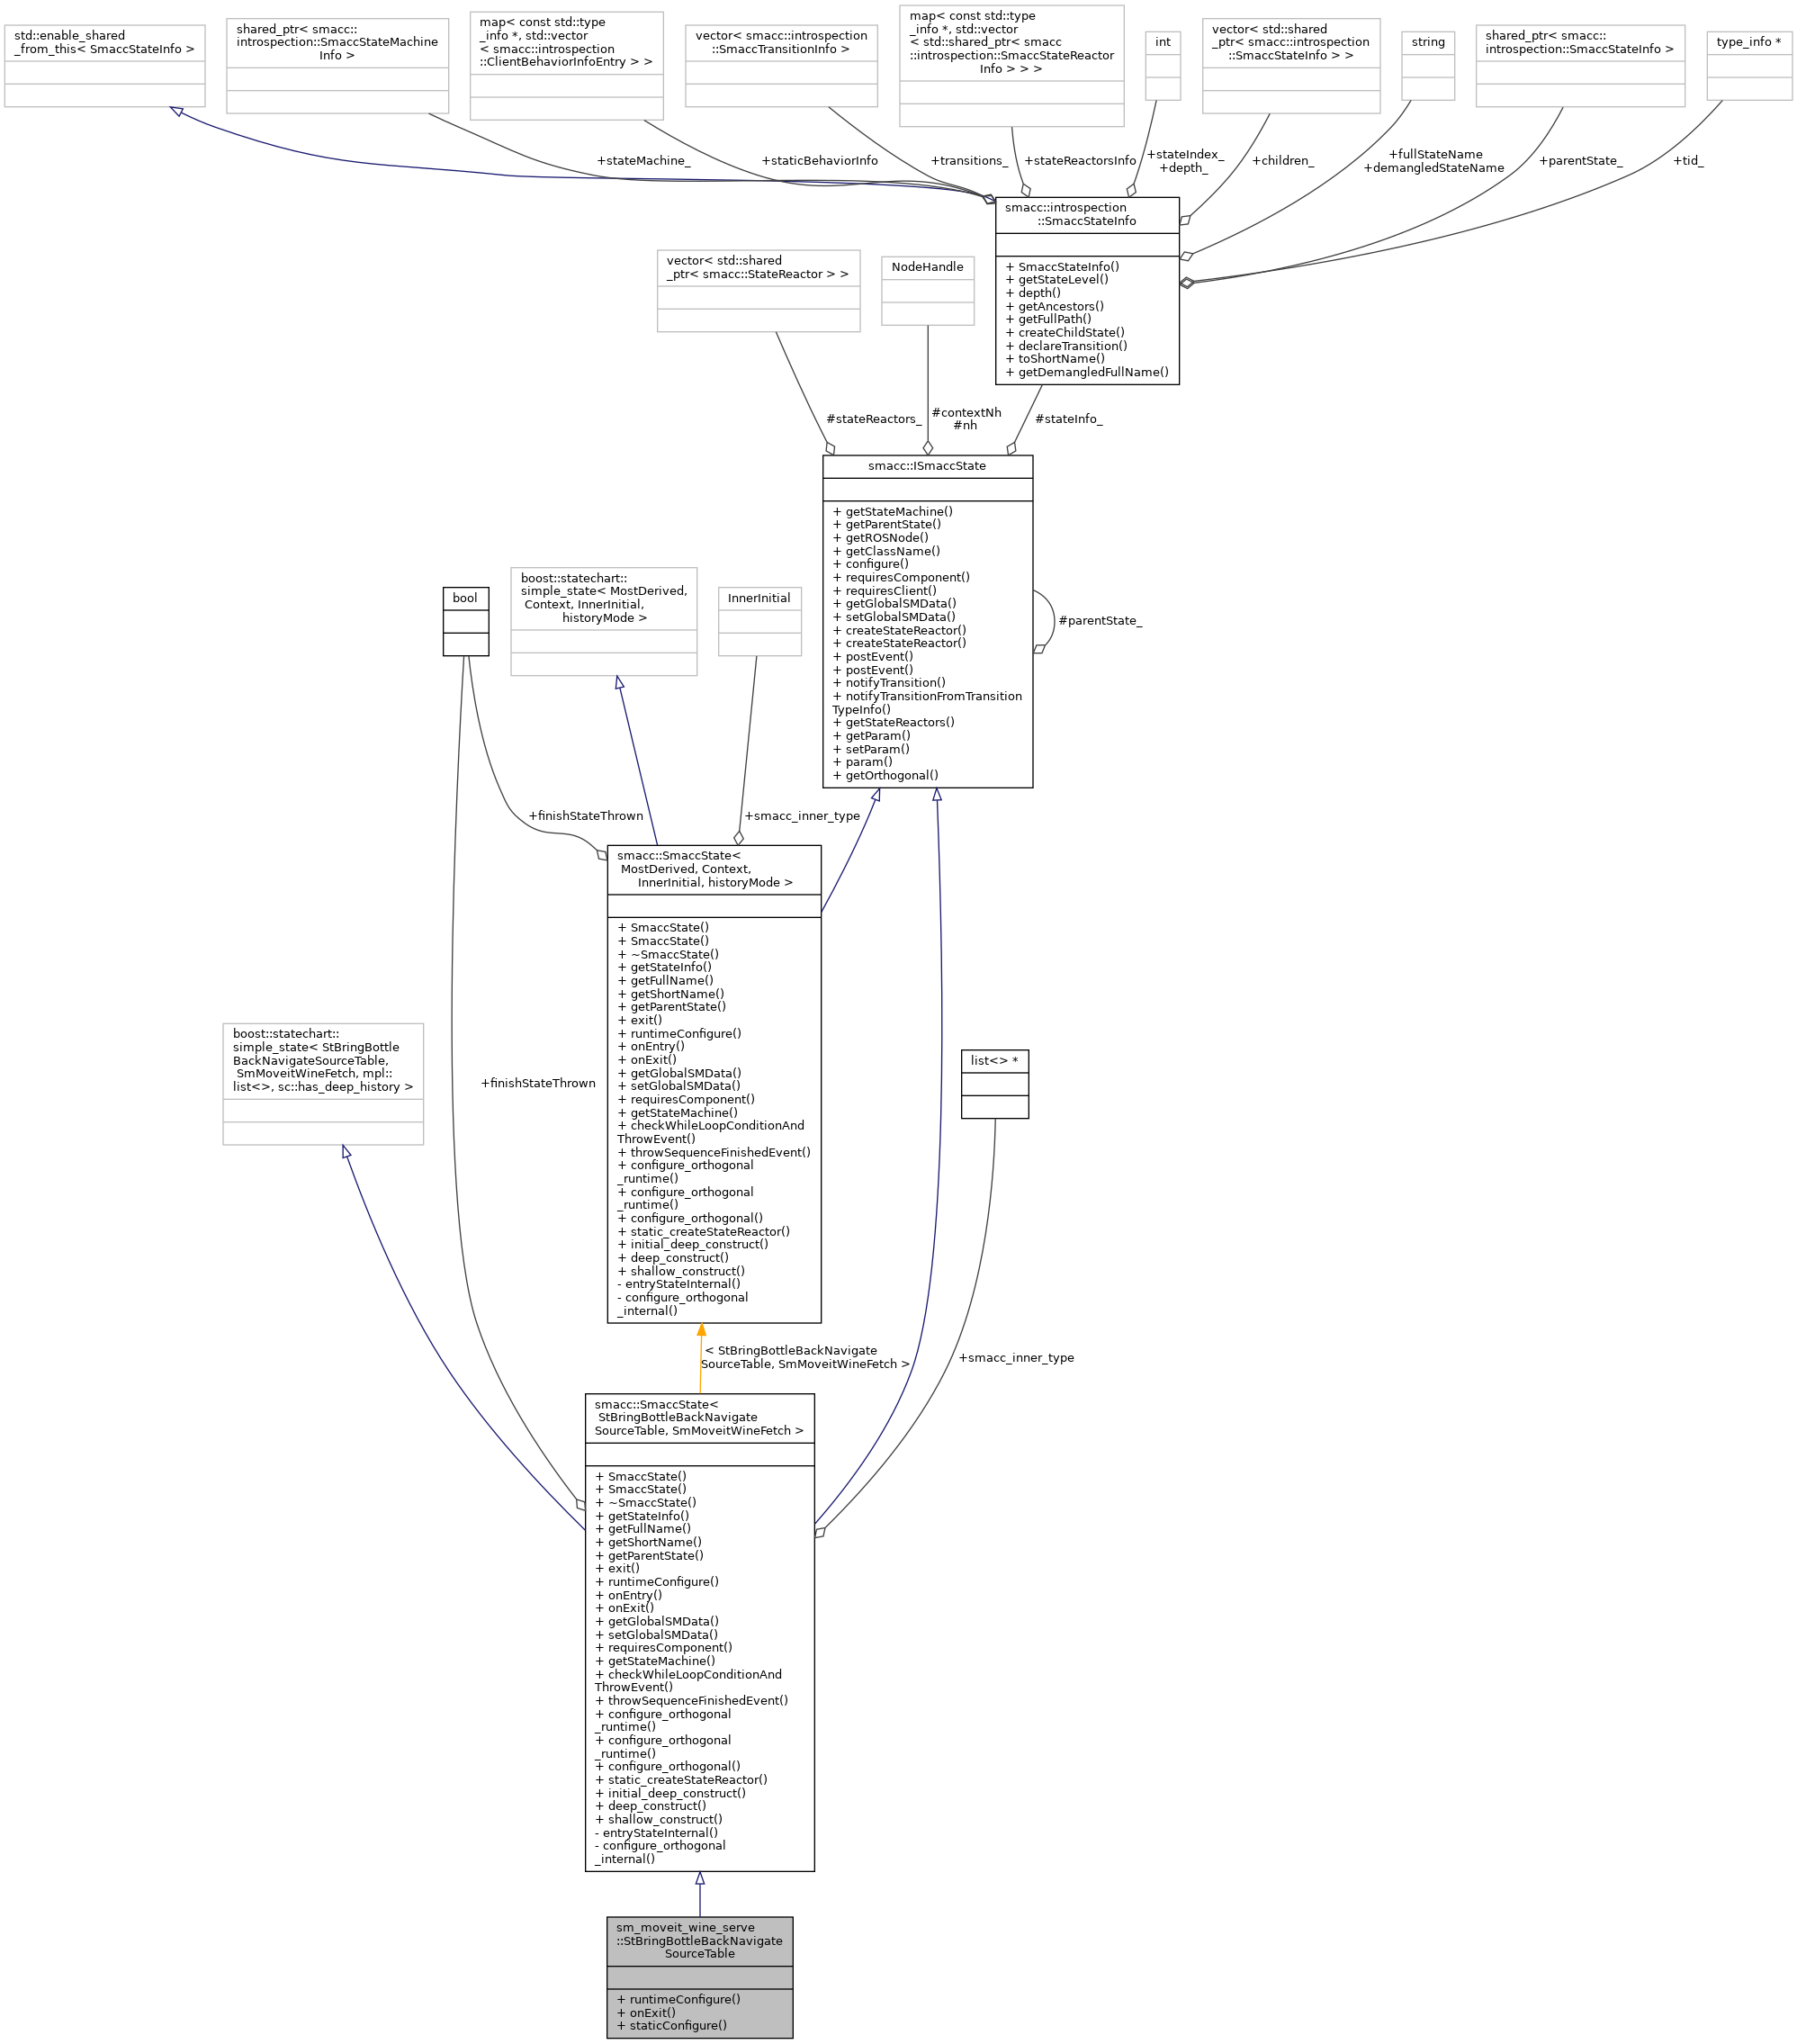 std::enable_shared
_from_this< SmaccStateInfo >
shared_ptr< smacc::
introspection::SmaccStateMachine
Info >
map< const std::type
_info *, std::vector
< smacc::introspection
::ClientBehaviorInfoEntry > >
vector< smacc::introspection
::SmaccTransitionInfo >
map< const std::type
_info *, std::vector
< std::shared_ptr< smacc
::introspection::SmaccStateReactor
Info > > >
int
vector< std::shared
_ptr< smacc::introspection
::SmaccStateInfo > >
string
shared_ptr< smacc::
introspection::SmaccStateInfo >
type_info *
+stateMachine_
+staticBehaviorInfo
+transitions_
+stateReactorsInfo
+stateIndex_
+depth_
+children_
+fullStateName
+demangledStateName
+parentState_
+tid_
smacc::introspection
::SmaccStateInfo
+ SmaccStateInfo()
+ getStateLevel()
+ depth()
+ getAncestors()
+ getFullPath()
+ createChildState()
+ declareTransition()
+ toShortName()
+ getDemangledFullName()
vector< std::shared
_ptr< smacc::StateReactor > >
NodeHandle
#stateReactors_
#contextNh
#nh
#stateInfo_
smacc::ISmaccState
+ getStateMachine()
+ getParentState()
+ getROSNode()
+ getClassName()
+ configure()
+ requiresComponent()
+ requiresClient()
+ getGlobalSMData()
+ setGlobalSMData()
+ createStateReactor()
+ createStateReactor()
+ postEvent()
+ postEvent()
+ notifyTransition()
+ notifyTransitionFromTransition
TypeInfo()
+ getStateReactors()
+ getParam()
+ setParam()
+ param()
+ getOrthogonal()
#parentState_
bool
boost::statechart::
simple_state< MostDerived,
Context, InnerInitial,
historyMode >
InnerInitial
+finishStateThrown
+smacc_inner_type
smacc::SmaccState<
MostDerived, Context,
InnerInitial, historyMode >
+ SmaccState()
+ SmaccState()
+ ~SmaccState()
+ getStateInfo()
+ getFullName()
+ getShortName()
+ getParentState()
+ exit()
+ runtimeConfigure()
+ onEntry()
+ onExit()
+ getGlobalSMData()
+ setGlobalSMData()
+ requiresComponent()
+ getStateMachine()
+ checkWhileLoopConditionAnd
ThrowEvent()
+ throwSequenceFinishedEvent()
+ configure_orthogonal
_runtime()
+ configure_orthogonal
_runtime()
+ configure_orthogonal()
+ static_createStateReactor()
+ initial_deep_construct()
+ deep_construct()
+ shallow_construct()
- entryStateInternal()
- configure_orthogonal
_internal()
boost::statechart::
simple_state< StBringBottle
BackNavigateSourceTable,
SmMoveitWineFetch, mpl::
list<>, sc::has_deep_history >
+finishStateThrown
list<> *
< StBringBottleBackNavigate
SourceTable, SmMoveitWineFetch >
+smacc_inner_type
smacc::SmaccState<
StBringBottleBackNavigate
SourceTable, SmMoveitWineFetch >
+ SmaccState()
+ SmaccState()
+ ~SmaccState()
+ getStateInfo()
+ getFullName()
+ getShortName()
+ getParentState()
+ exit()
+ runtimeConfigure()
+ onEntry()
+ onExit()
+ getGlobalSMData()
+ setGlobalSMData()
+ requiresComponent()
+ getStateMachine()
+ checkWhileLoopConditionAnd
ThrowEvent()
+ throwSequenceFinishedEvent()
+ configure_orthogonal
_runtime()
+ configure_orthogonal
_runtime()
+ configure_orthogonal()
+ static_createStateReactor()
+ initial_deep_construct()
+ deep_construct()
+ shallow_construct()
- entryStateInternal()
- configure_orthogonal
_internal()
sm_moveit_wine_serve
::StBringBottleBackNavigate
SourceTable
+ runtimeConfigure()
+ onExit()
+ staticConfigure()